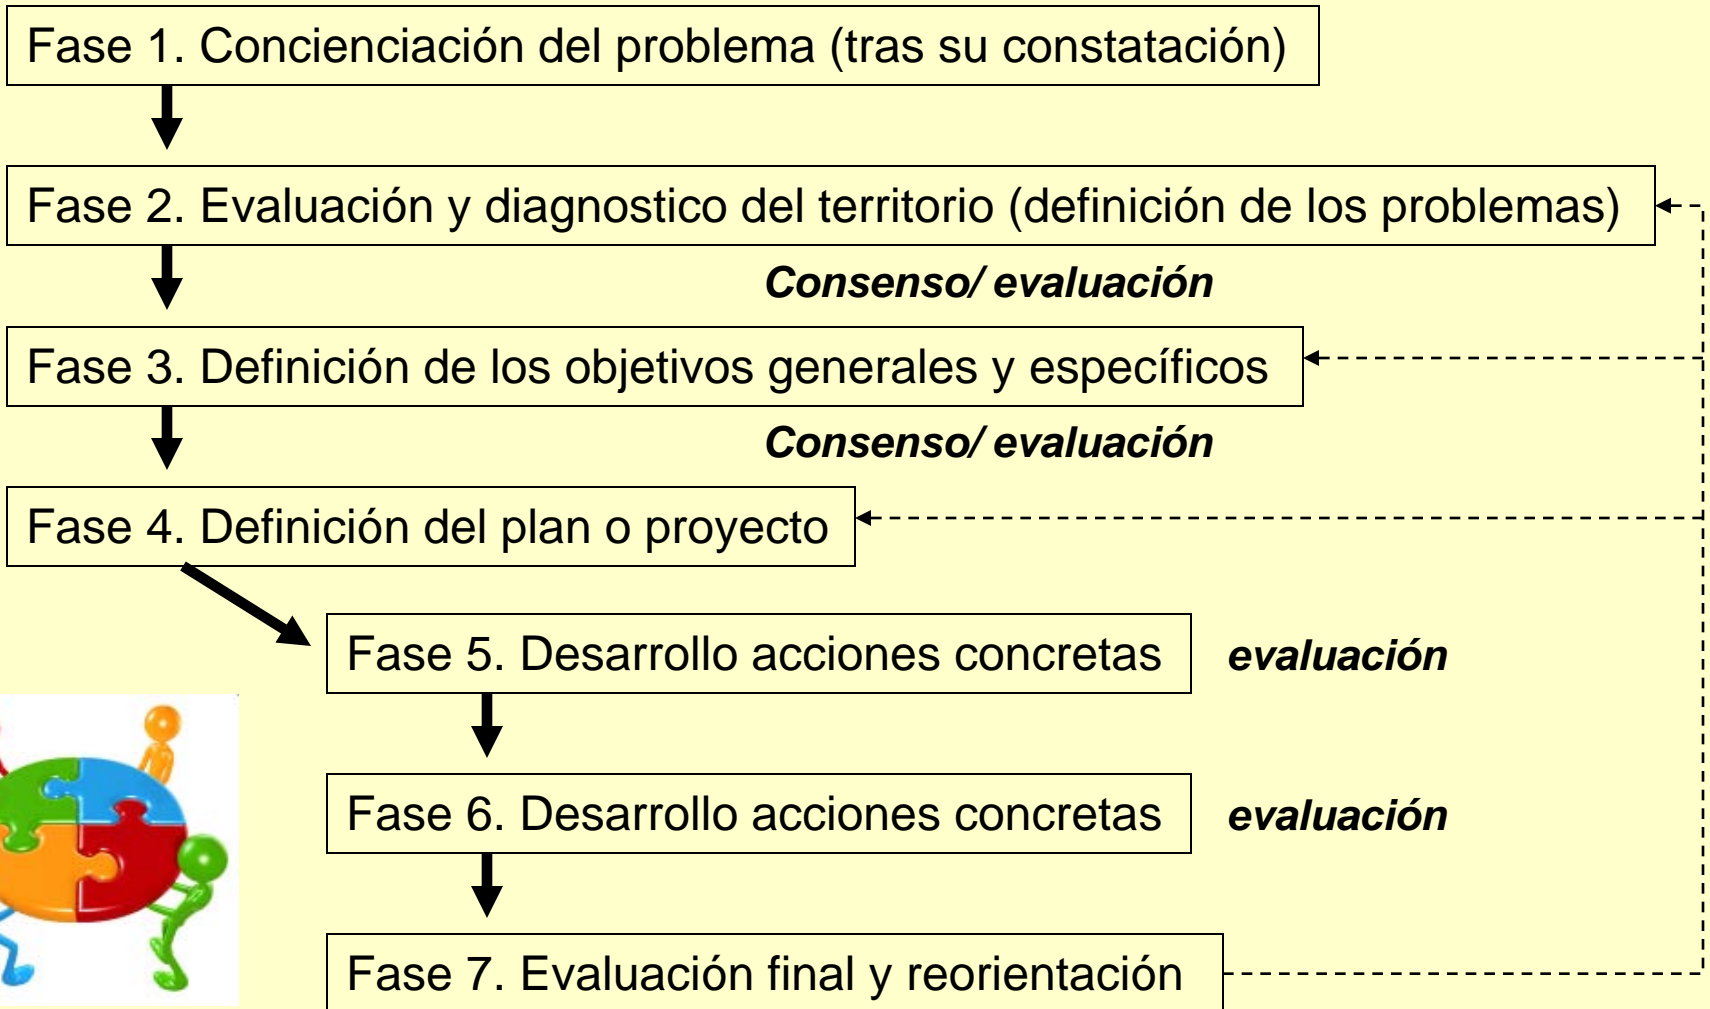 Fase 1. Concienciación del problema (tras su constatación)
Fase 2. Evaluación y diagnostico del territorio (definición de los problemas)
Consenso/ evaluación
Fase 3. Definición de los objetivos generales y específicos
Consenso/ evaluación
Fase 4. Definición del plan o proyecto
Fase 5. Desarrollo acciones concretas evaluación
Fase 6. Desarrollo acciones concretas evaluación
Fase 7. Evaluación final y reorientación